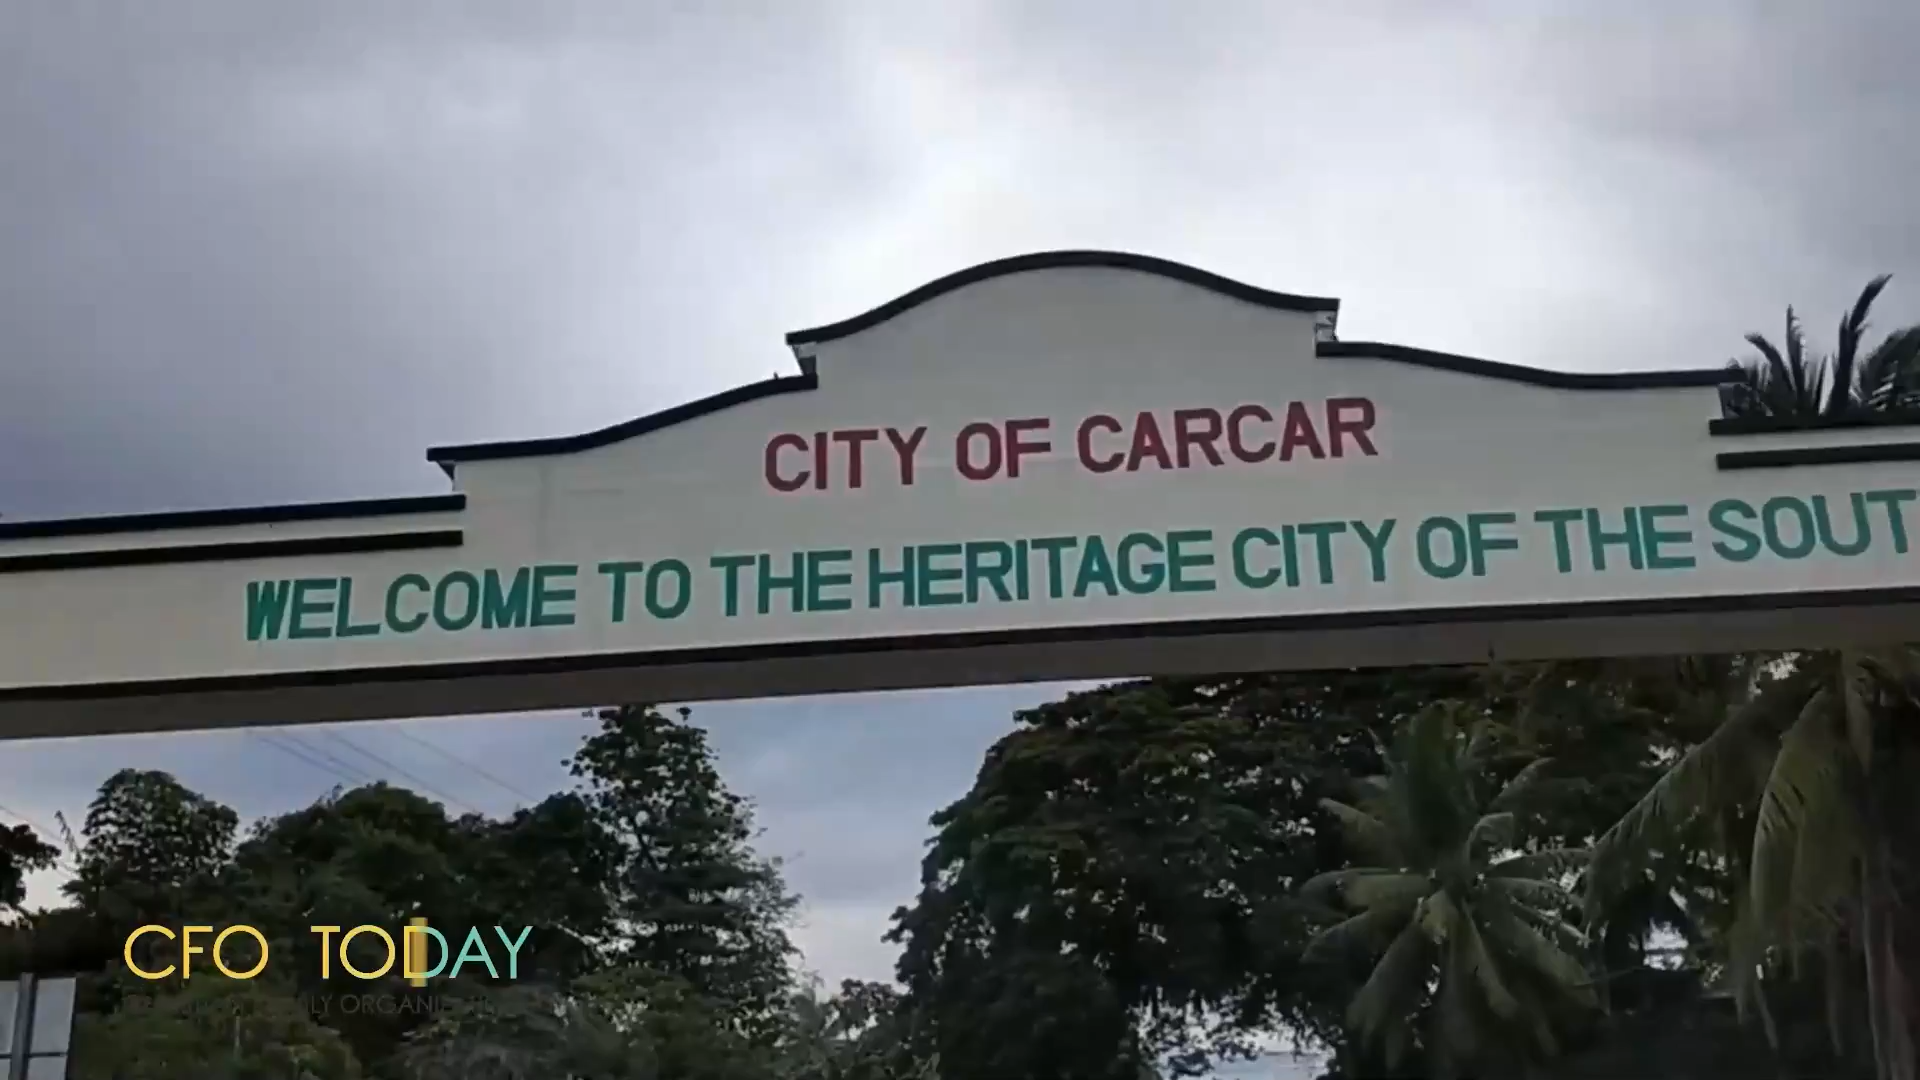 CITY OF CARCAR
WELCOME TO THE HERITAGE CITY OF THE SOUT
CFO TODAY